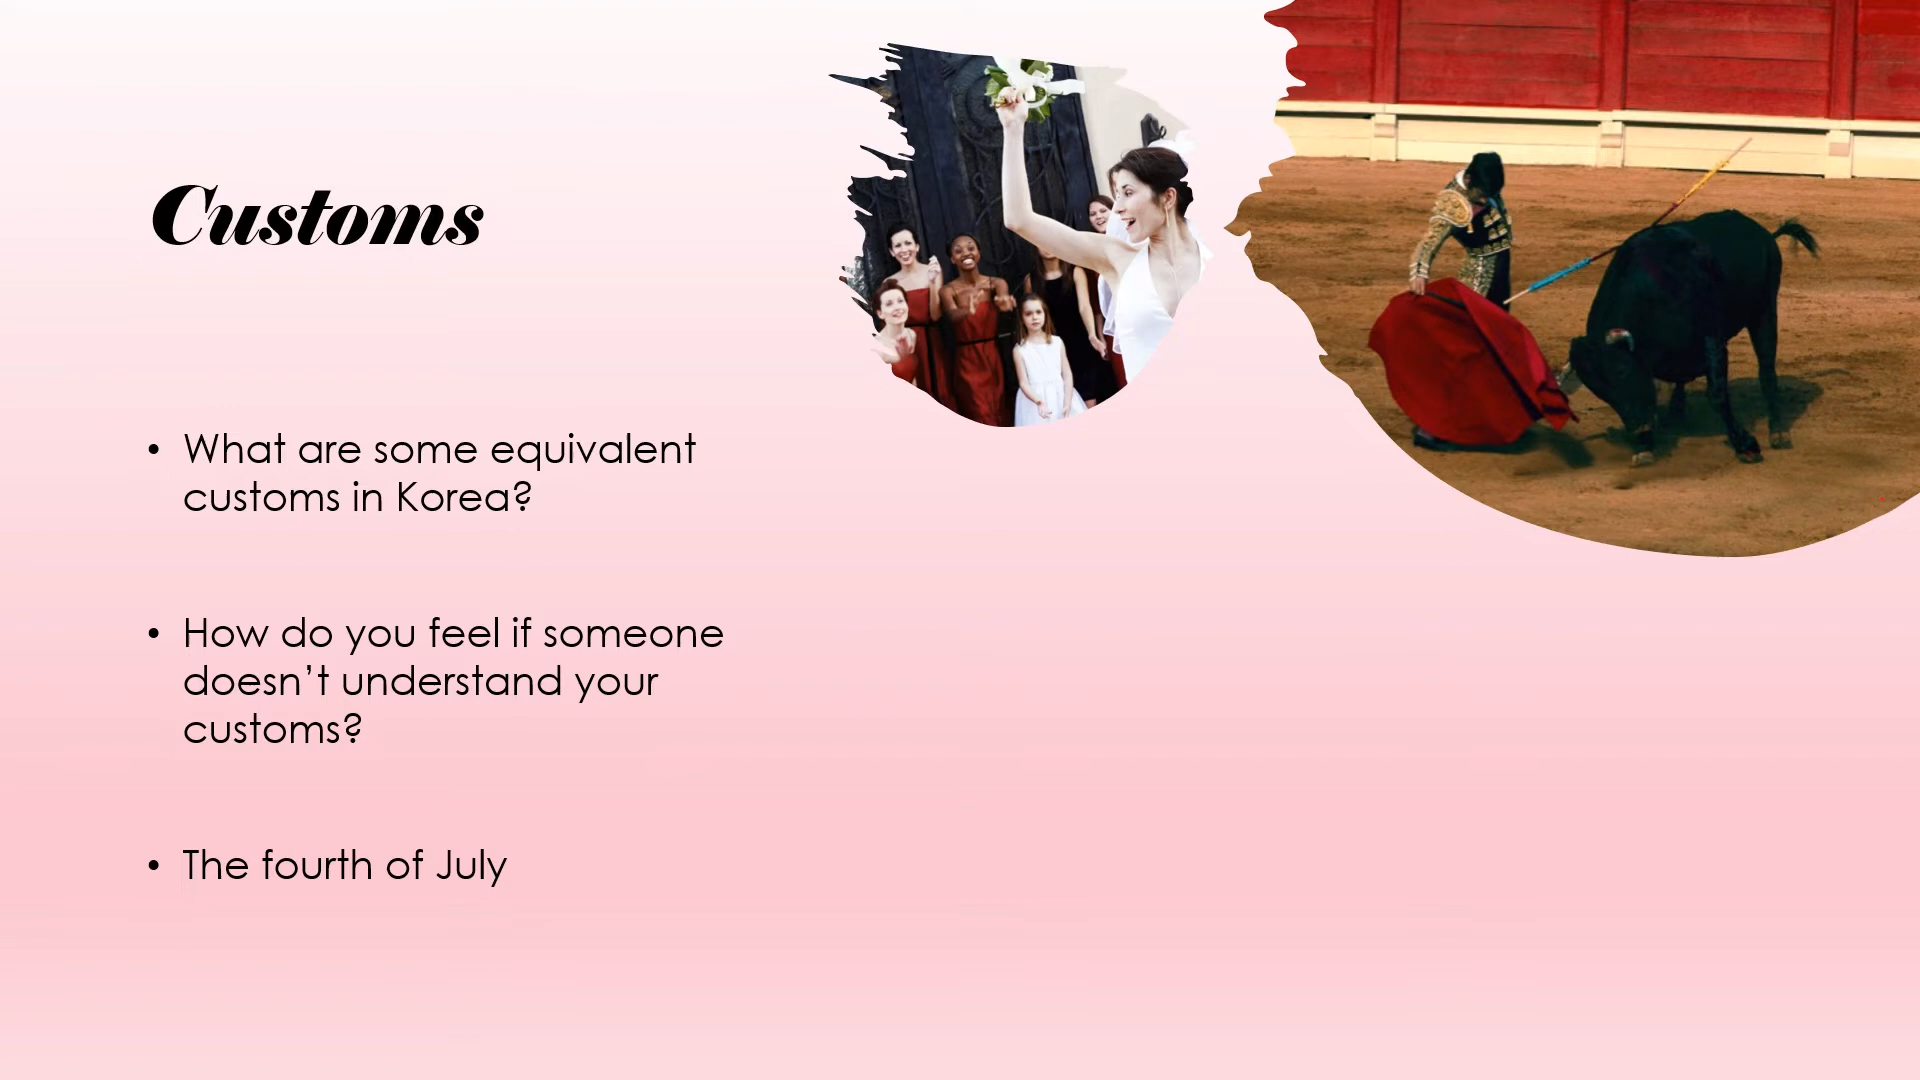 Customs
• What are some equivalent
customs in Korea?
• How do you feel if someone
doesn’t understand your
customs?
• The fourth of July